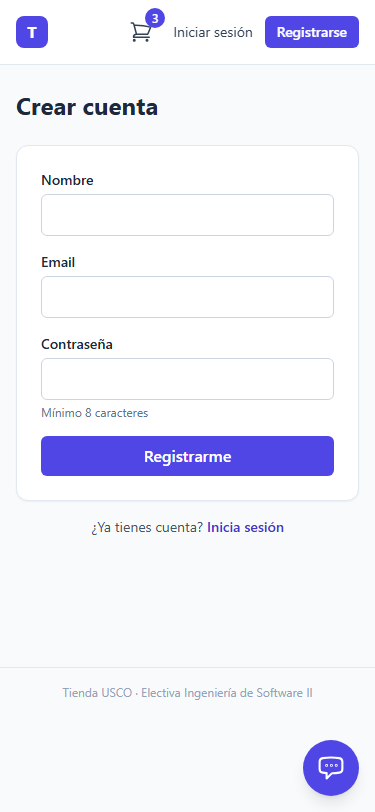 T
3
Iniciar sesión
Registrarse
Crear cuenta
Nombre
Email
Contraseña
Mínimo 8 caracteres
Registrarme
¿Ya tienes cuenta? Inicia sesión
Tienda USCO · Electiva Ingeniería de Software II